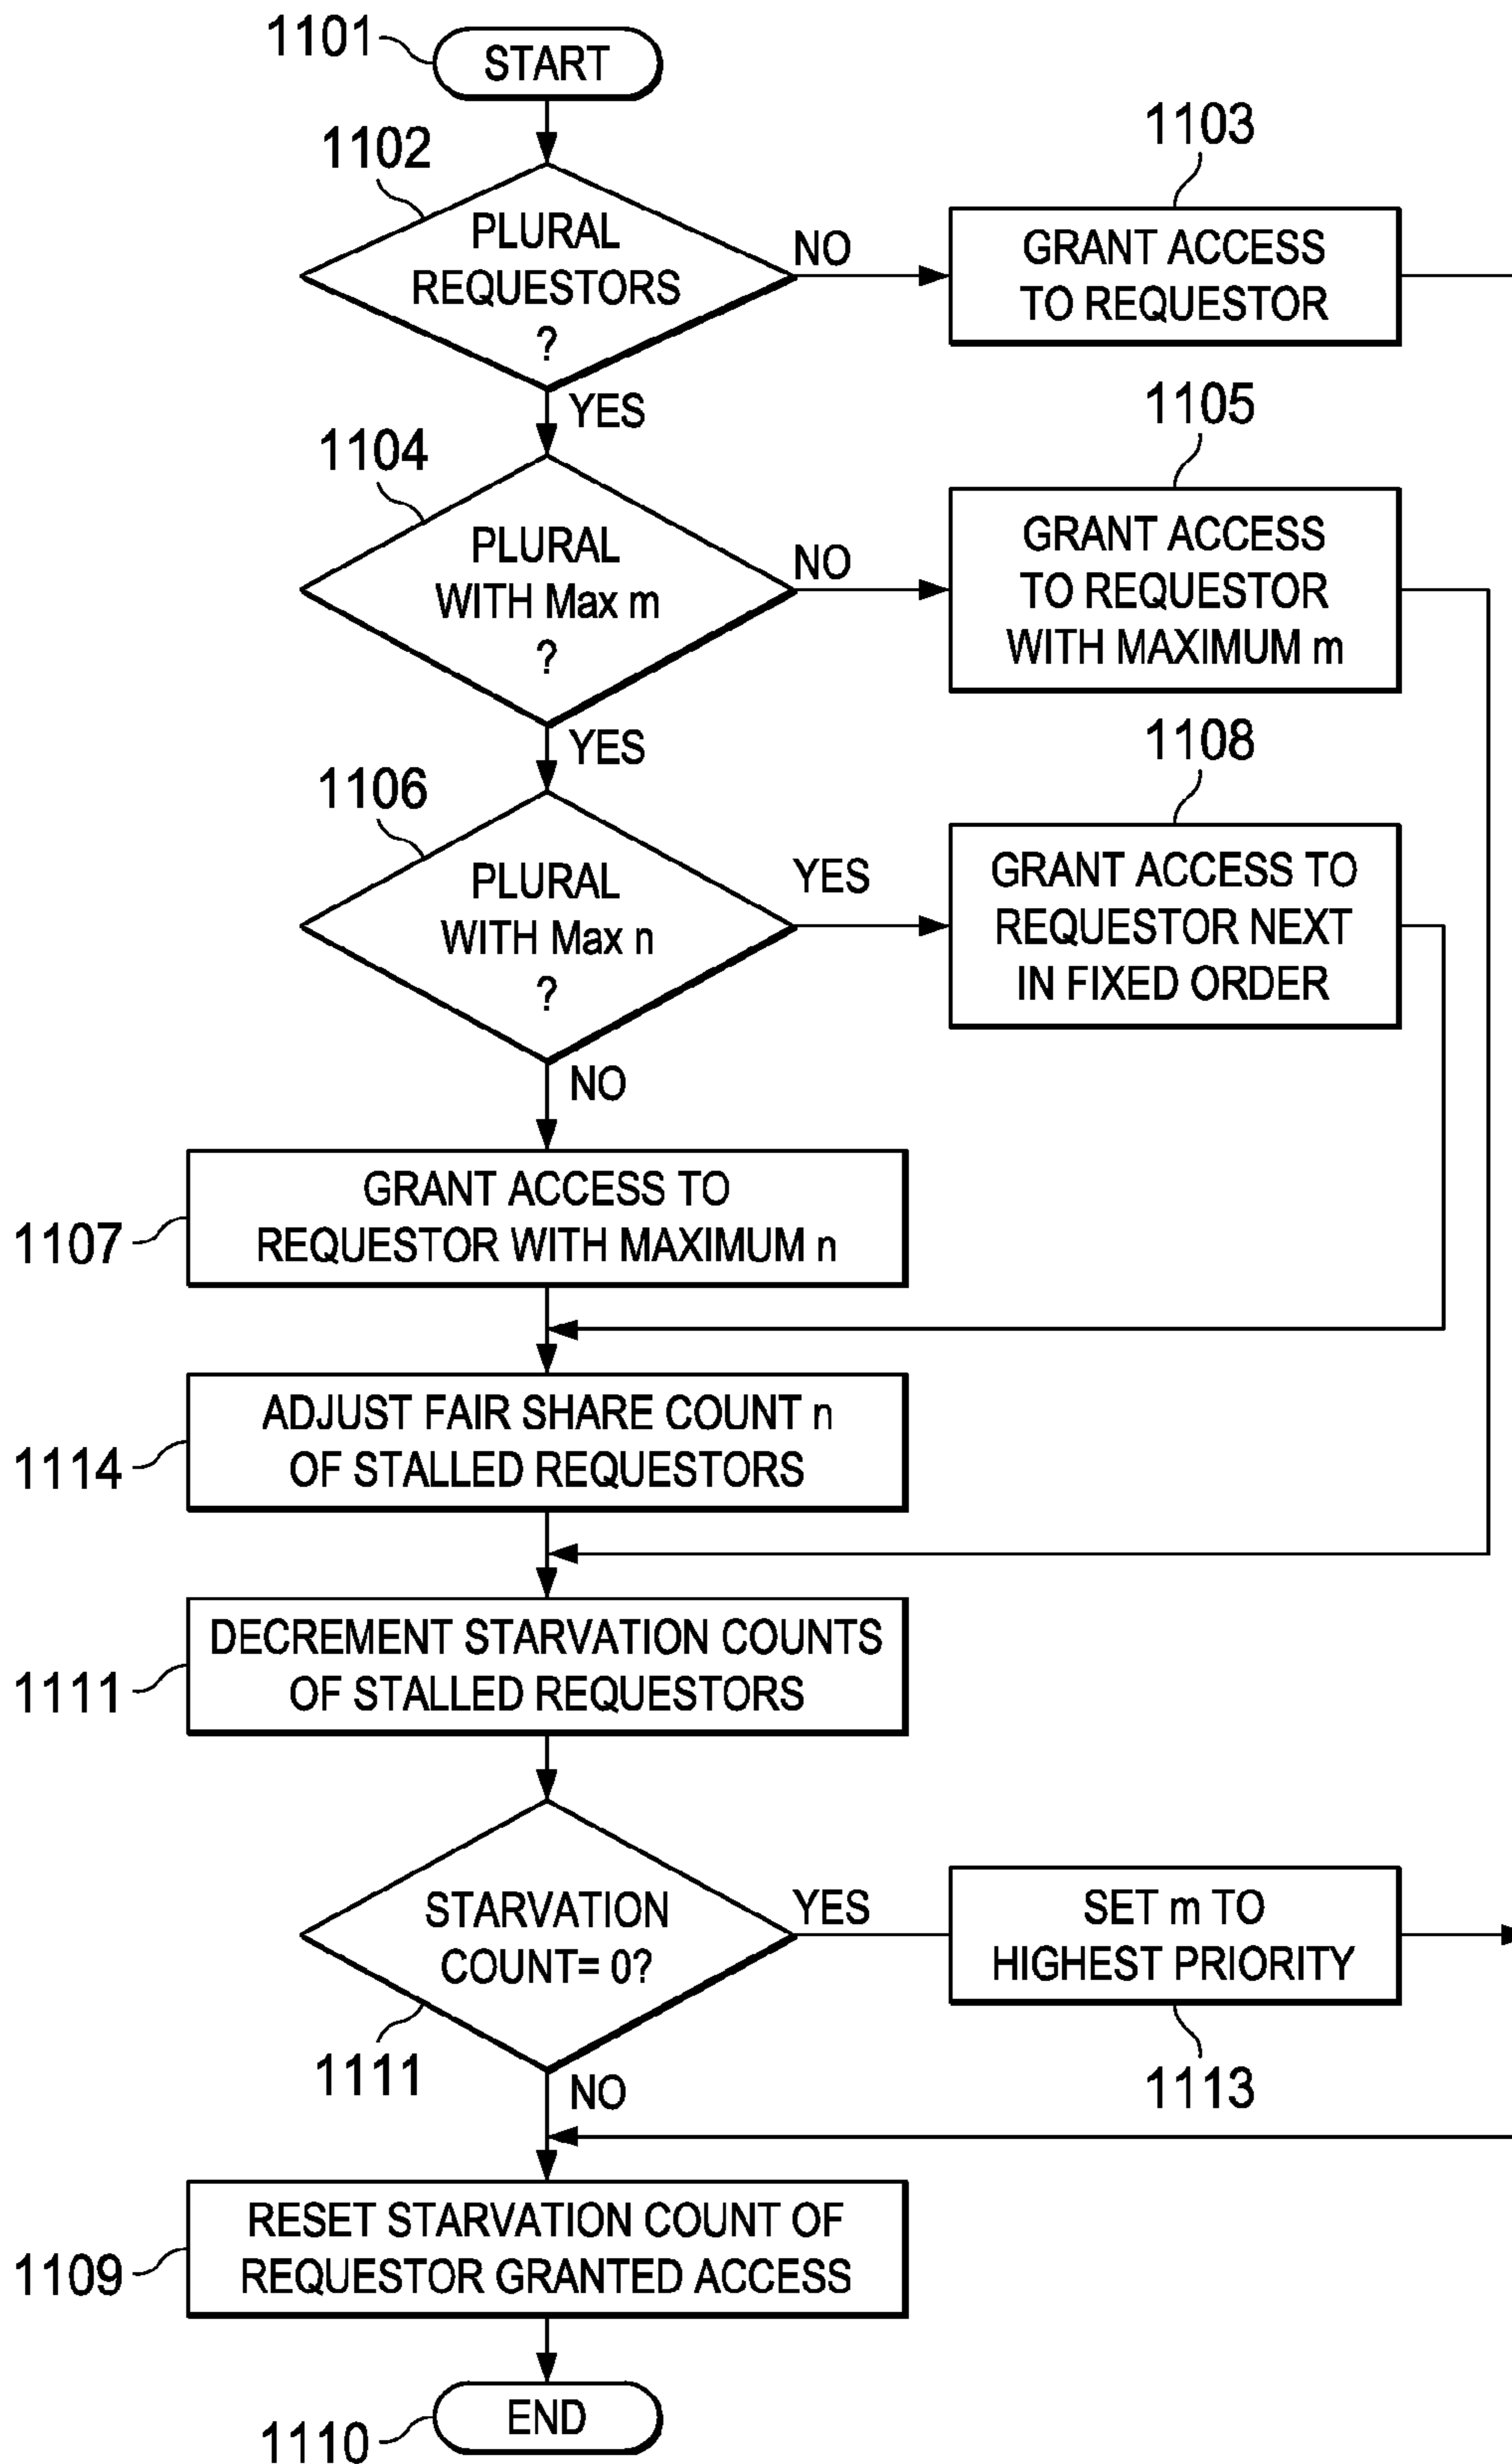 1101
START
1102
PLURAL
REQUESTORS
?
NO
1103
GRANT ACCESS
TO REQUESTOR
YES
1104
PLURAL
WITH Max m
?
NO
1105
GRANT ACCESS
TO REQUESTOR
WITH MAXIMUM m
YES
1106
PLURAL
WITH Max n
?
YES
1108
GRANT ACCESS TO
REQUESTOR NEXT
IN FIXED ORDER
NO
1107
GRANT ACCESS TO
REQUESTOR WITH MAXIMUM n
1114
ADJUST FAIR SHARE COUNT n
OF STALLED REQUESTORS
1111
DECREMENT STARVATION COUNTS
OF STALLED REQUESTORS
STARVATION
COUNT= 0?
1111
YES
SET m TO
HIGHEST PRIORITY
1113
NO
1109
RESET STARVATION COUNT OF
REQUESTOR GRANTED ACCESS
1110
END